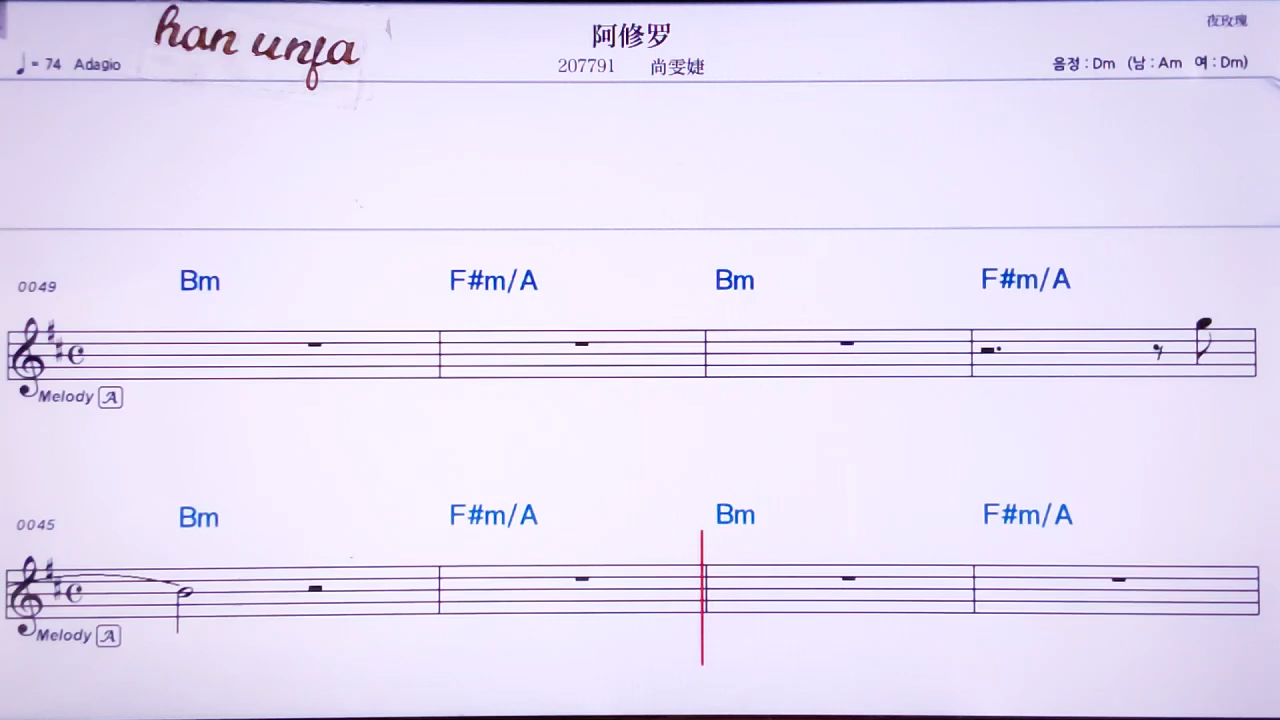 han unfa
阿修罗
夜玫瑰
♩= 74 Adagio
207791 尚雯婕
음정 : Dm (남 : Am 여 : Dm)
0049 Bm F#m/A Bm F#m/A
Melody A
0045 Bm F#m/A Bm F#m/A
Melody A